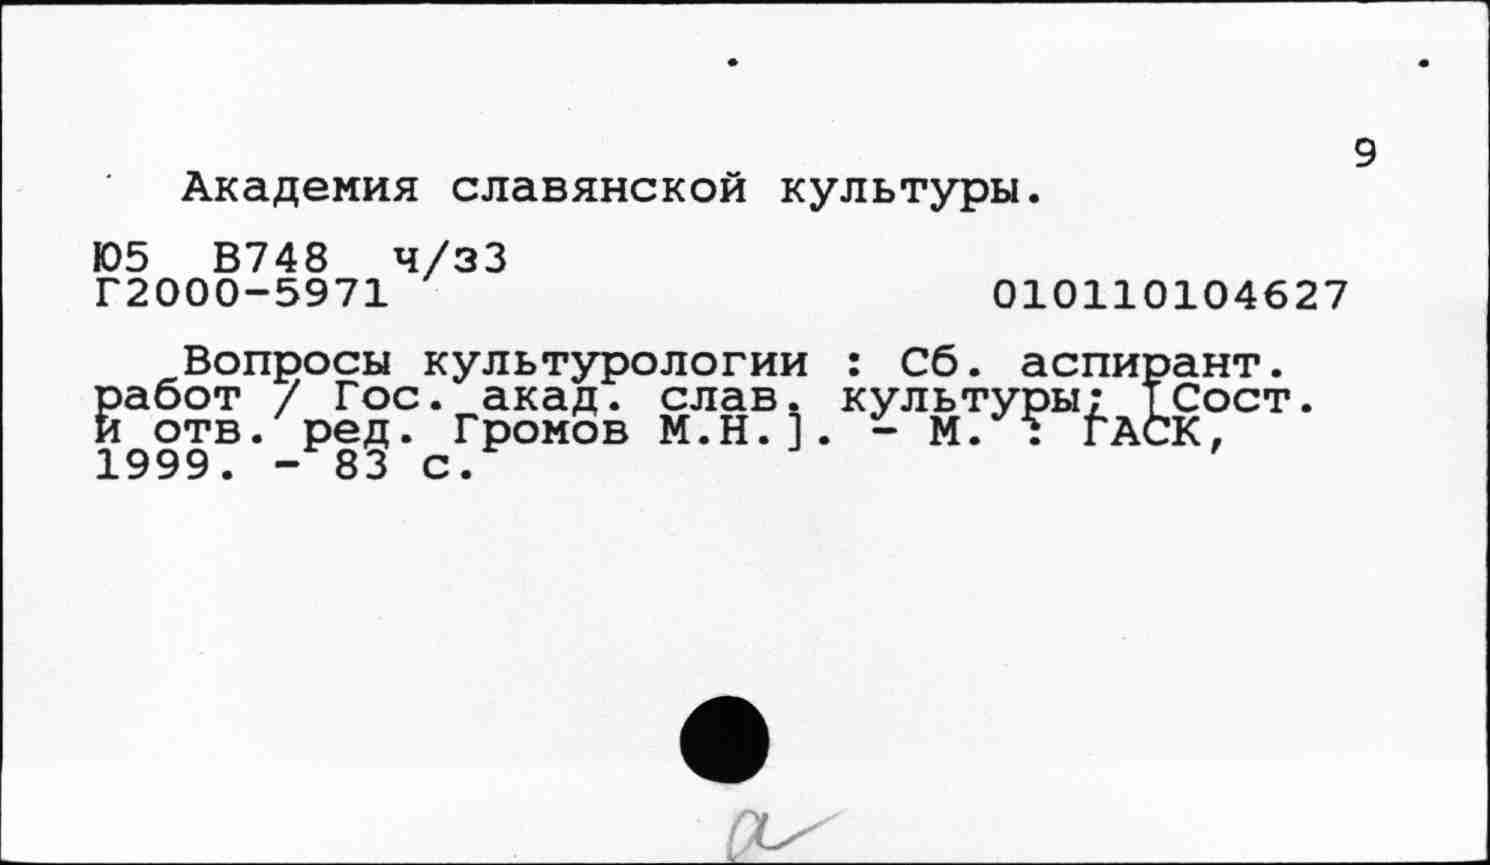 9
Академия славянской культуры.
Ю5 В748 ч/з3
Г2000-5971 010110104627
Вопросы культурологии : Сб. аспирант.
работ / Гос. акад. слав. культуры; [Сост.
и отв. ред. Громов М.Н.]. - М. : ГАСК,
1999. - 83 с.
a